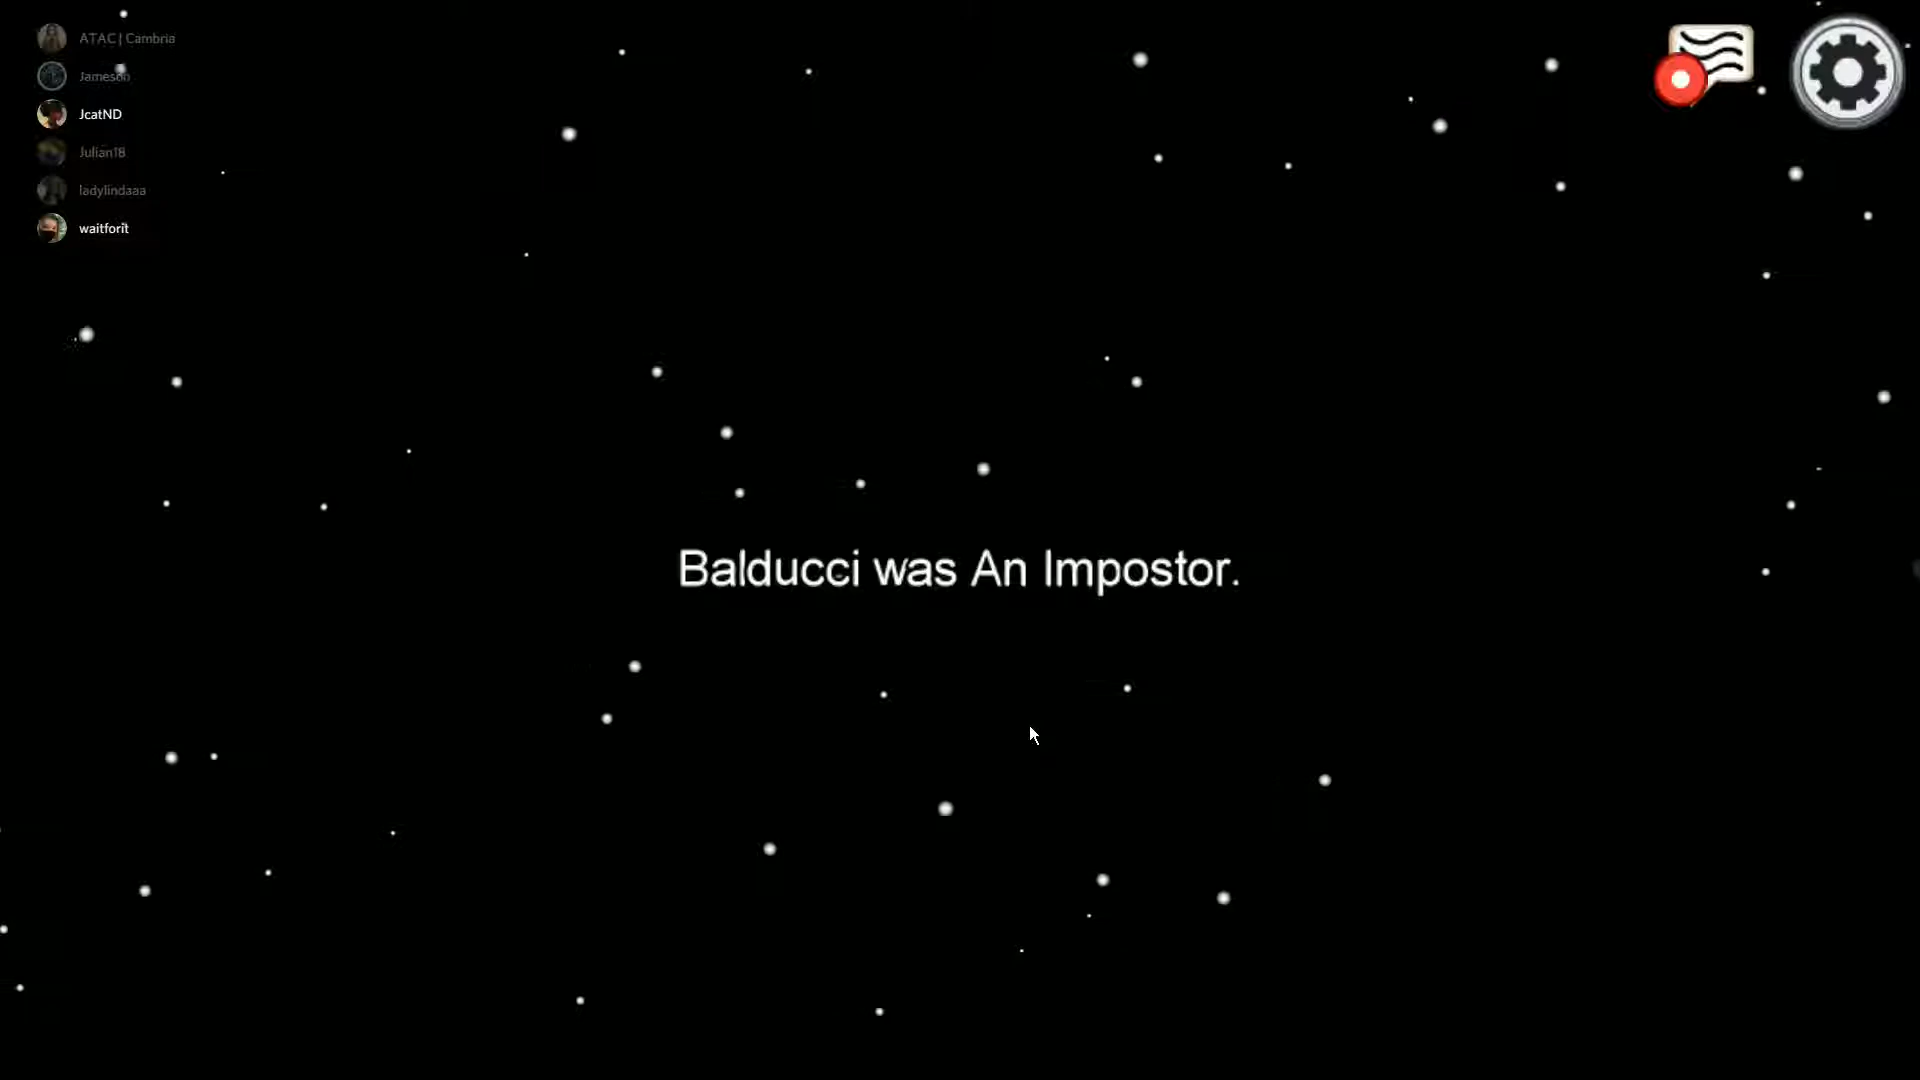 ATAC | Cambria
Jameson
JcatND
Julian18
ladylindaaa
waitforit
Balducci was An Impostor.